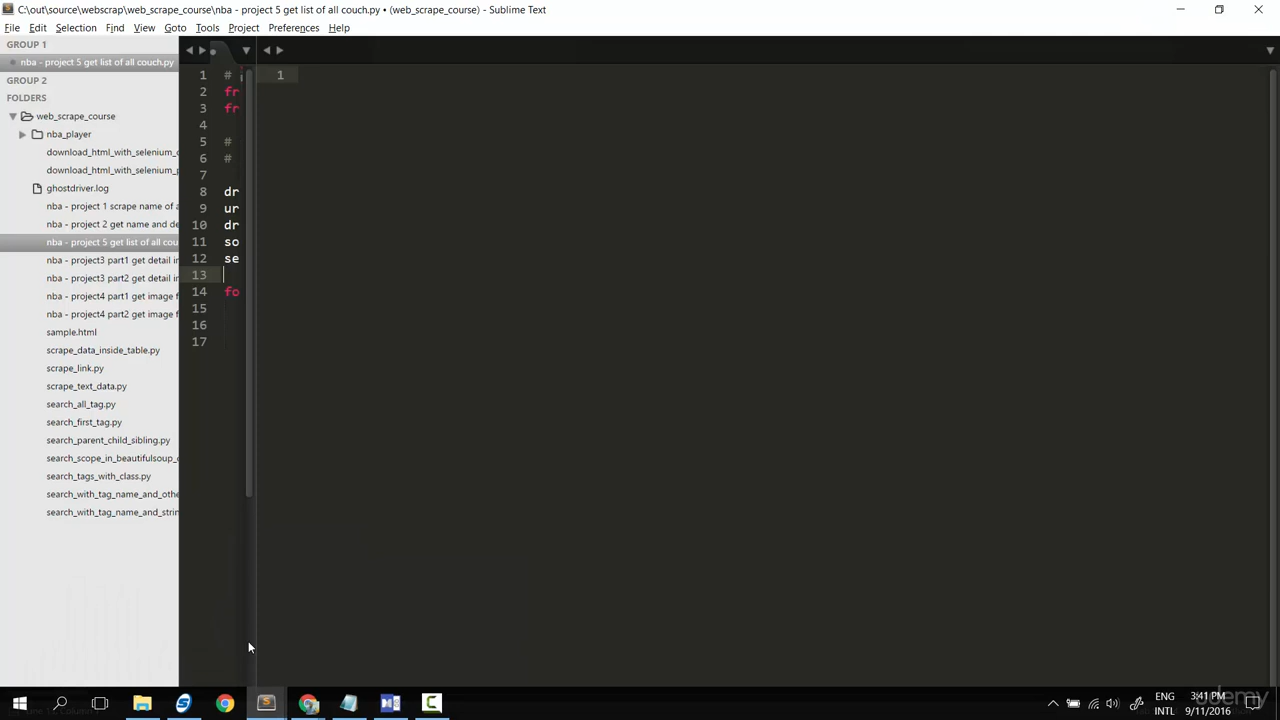 C:\out\source\webscrap\web_scrape_course\nba - project 5 get list of all couch.py • (web_scrape_course) - Sublime Text
File Edit Selection Find View Goto Tools Project Preferences Help
GROUP 1
nba - project 5 get list of all couch.py
GROUP 2
FOLDERS
web_scrape_course
nba_player
download_html_with_selenium_
download_html_with_selenium_
ghostdriver.log
nba - project 1 scrape name of a
nba - project 2 get name and de
nba - project 5 get list of all cou
nba - project3 part1 get detail in
nba - project3 part2 get detail in
nba - project4 part1 get image f
nba - project4 part2 get image f
sample.html
scrape_data_inside_table.py
scrape_link.py
scrape_text_data.py
search_all_tag.py
search_first_tag.py
search_parent_child_sibling.py
search_scope_in_beautifulsoup_
search_tags_with_class.py
search_with_tag_name_and_othe
search_with_tag_name_and_strin
1 #
2 fr
3 fr
4
5 #
6 #
7
8 dr
9 ur
10 dr
11 so
12 se
13
14 fo
15
16
17
1
ENG
INTL
3:41 PM
9/11/2016
udemy